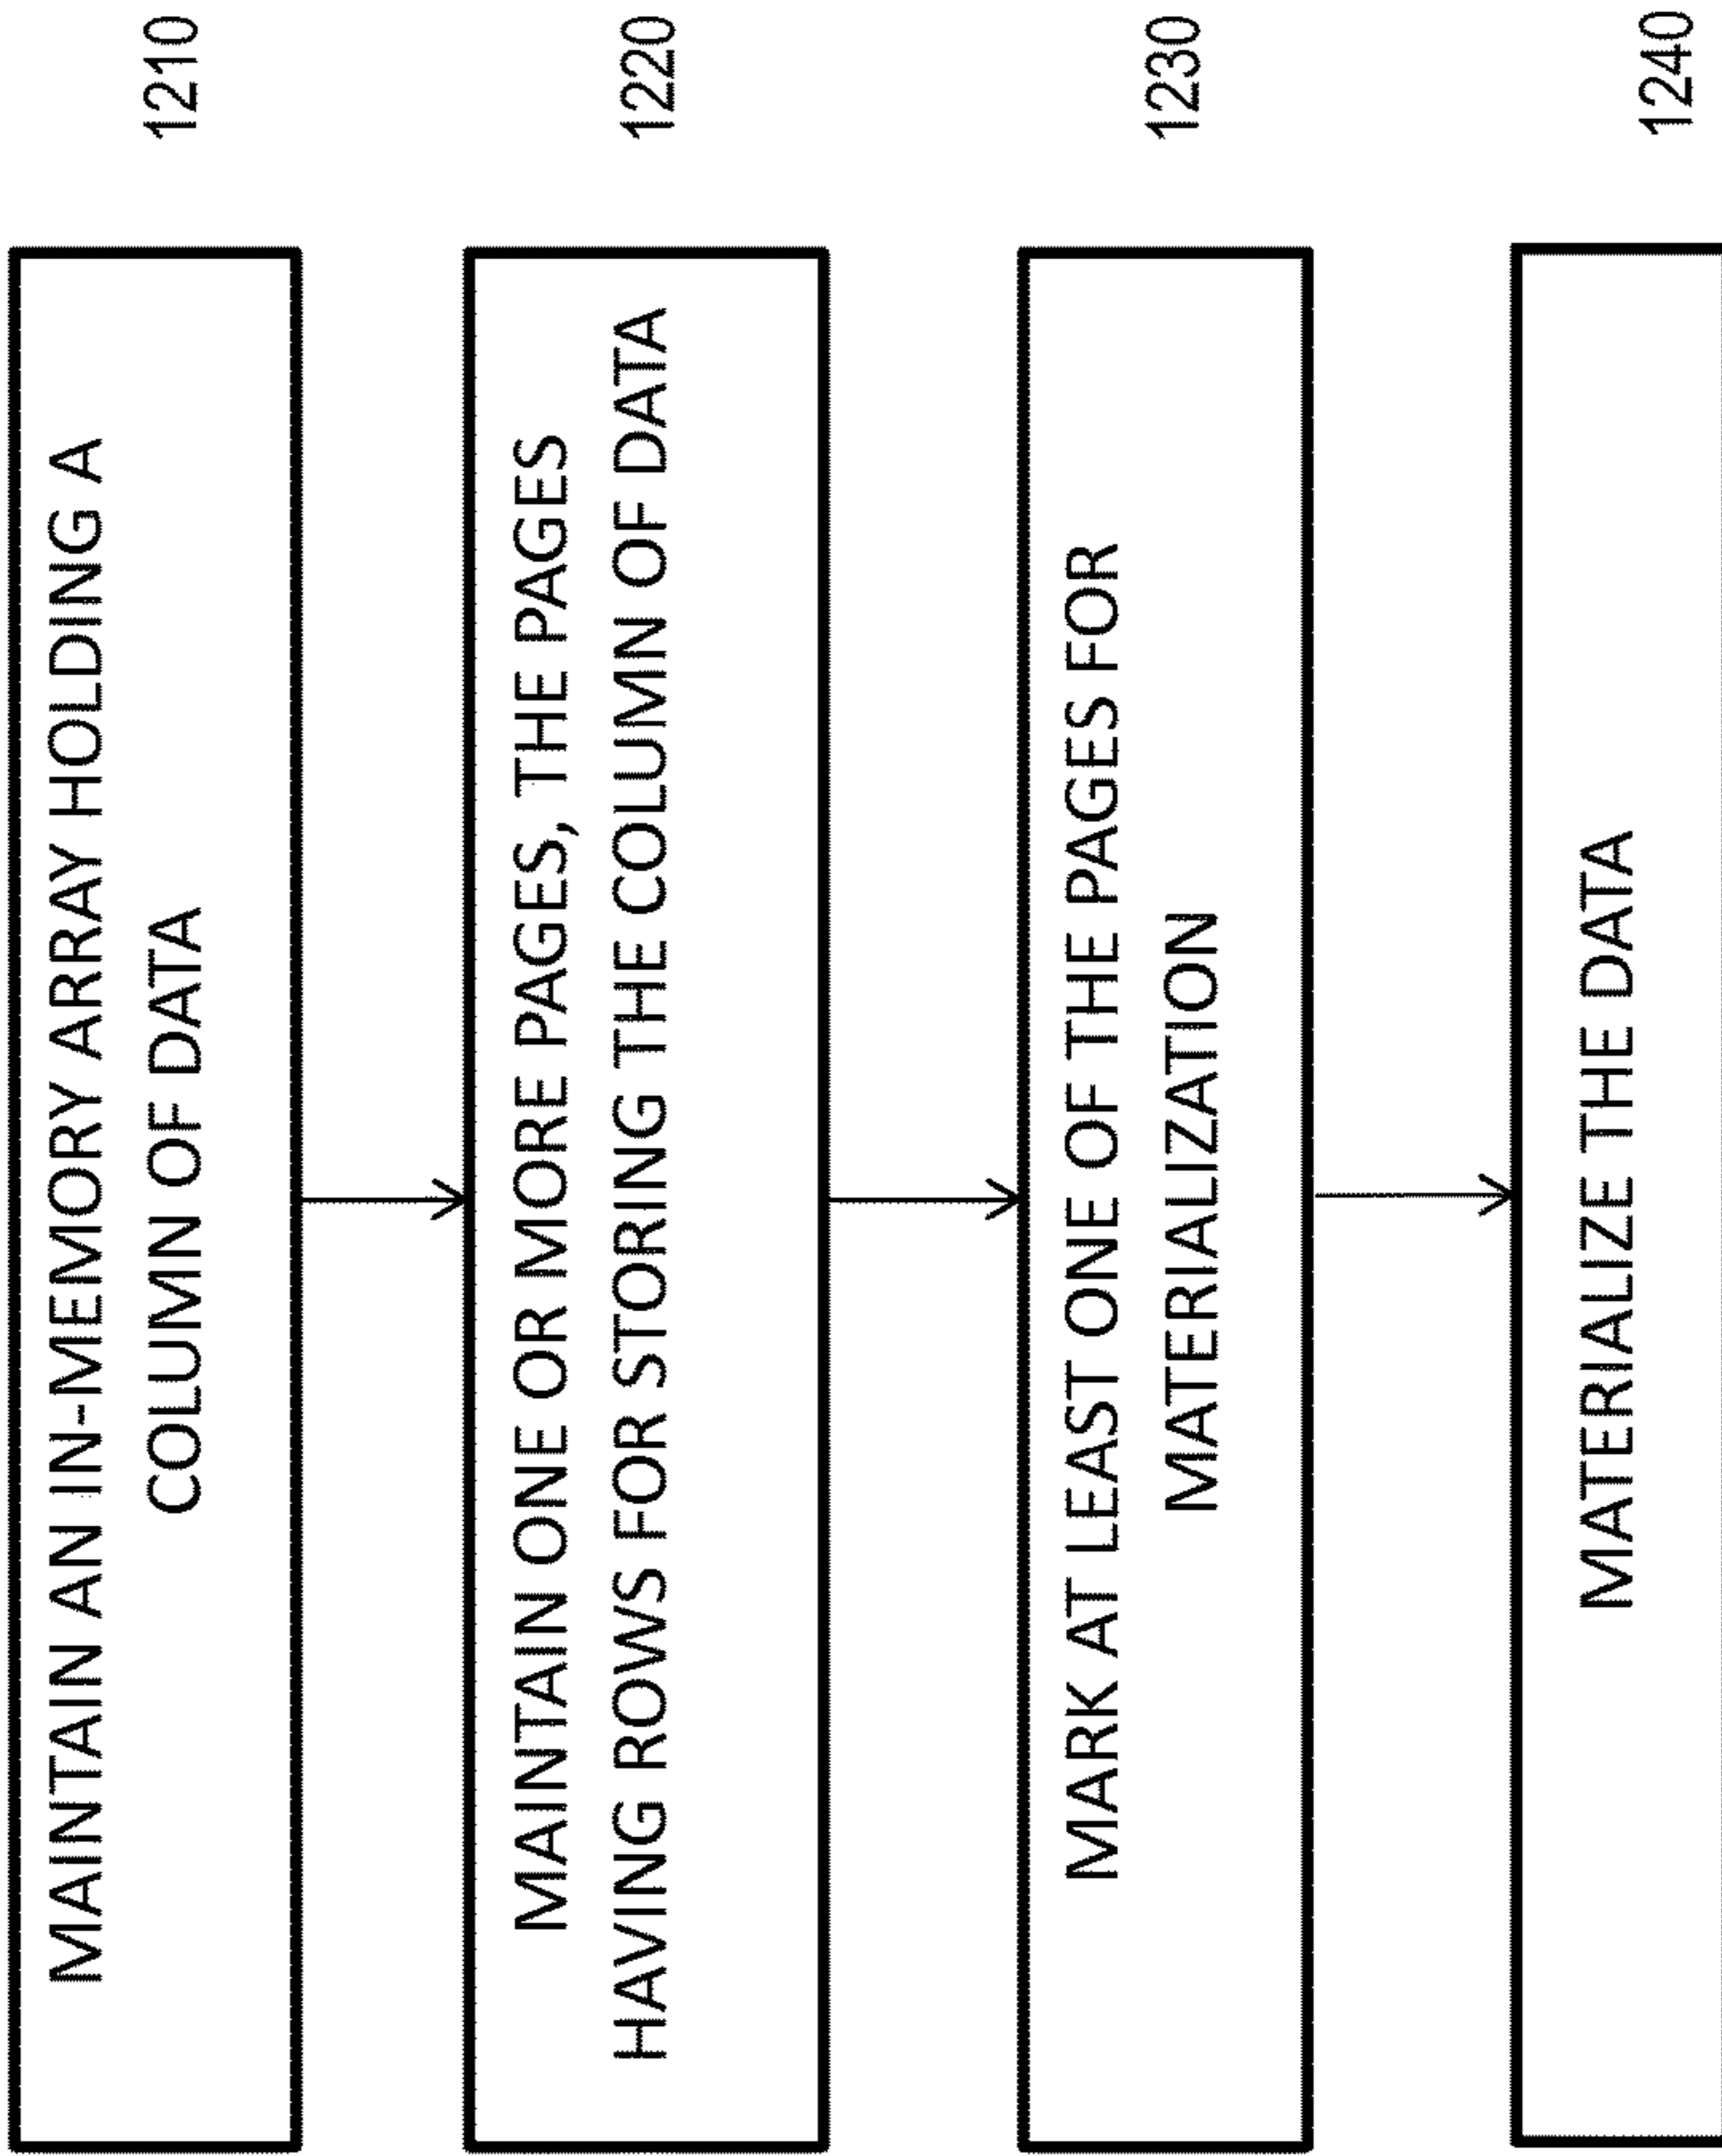 MAINTAIN AN IN-MEMORY ARRAY HOLDING A
COLUMN OF DATA
1210
MAINTAIN ONE OR MORE PAGES, THE PAGES
HAVING ROWS FOR STORING THE COLUMN OF DATA
1220
MARK AT LEAST ONE OF THE PAGES FOR
MATERIALIZATION
1230
MATERIALIZE THE DATA
1240